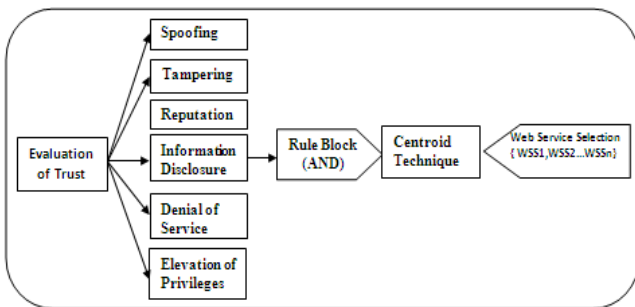 Spoofing
Tampering
Reputation
Evaluation
of Trust
Information
Disclosure
Rule Block
(AND)
Centroid
Technique
Web Service Selection
{ WSS1,WSS2...WSSn}
Denial of
Service
Elevation of
Privileges